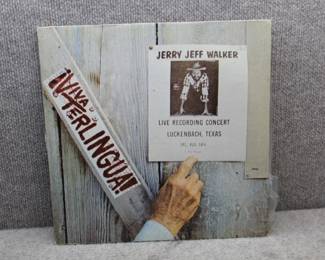 ¡VIVA
TERLINGUA!
JERRY JEFF WALKER
LIVE RECORDING CONCERT
LUCKENBACH, TEXAS